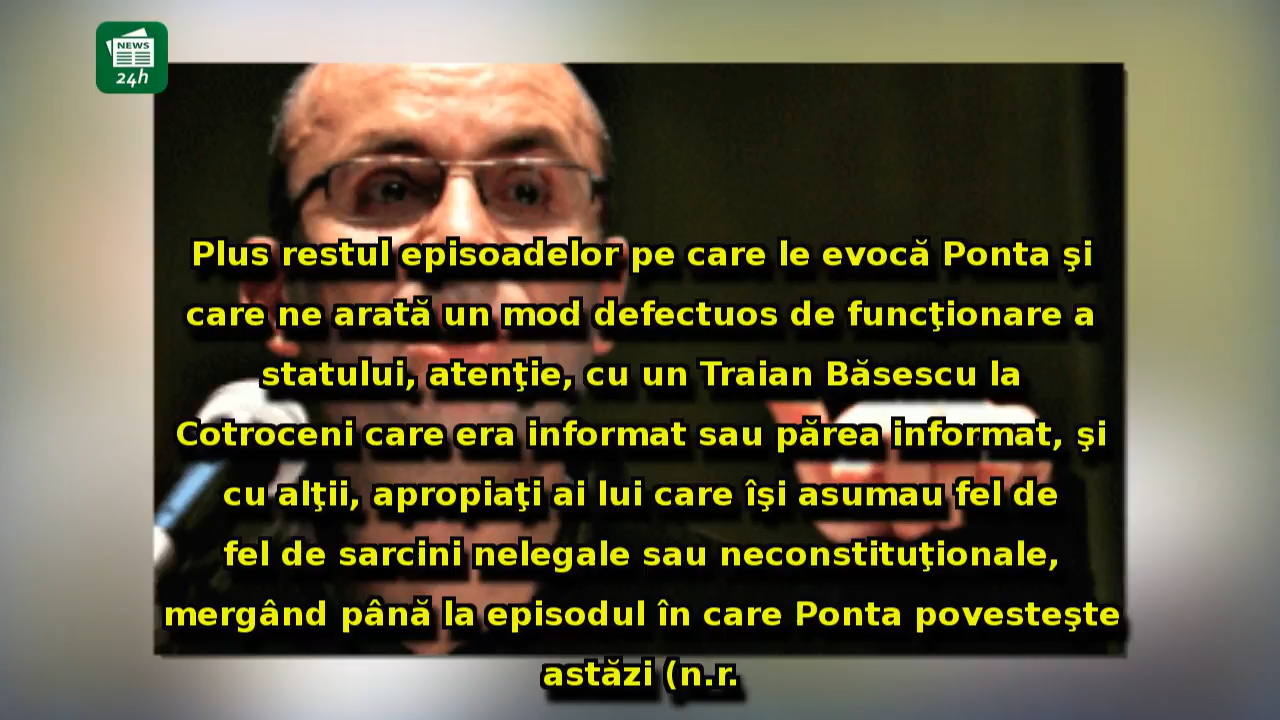 NEWS
24h
Plus restul episoadelor pe care le evocă Ponta şi
care ne arată un mod defectuos de funcţionare a
statului, atenţie, cu un Traian Băsescu la
Cotroceni care era informat sau părea informat, şi
cu alţii, apropiaţi ai lui care îşi asumau fel de
fel de sarcini nelegale sau neconstituţionale,
mergând până la episodul în care Ponta povesteşte
astăzi (n.r.